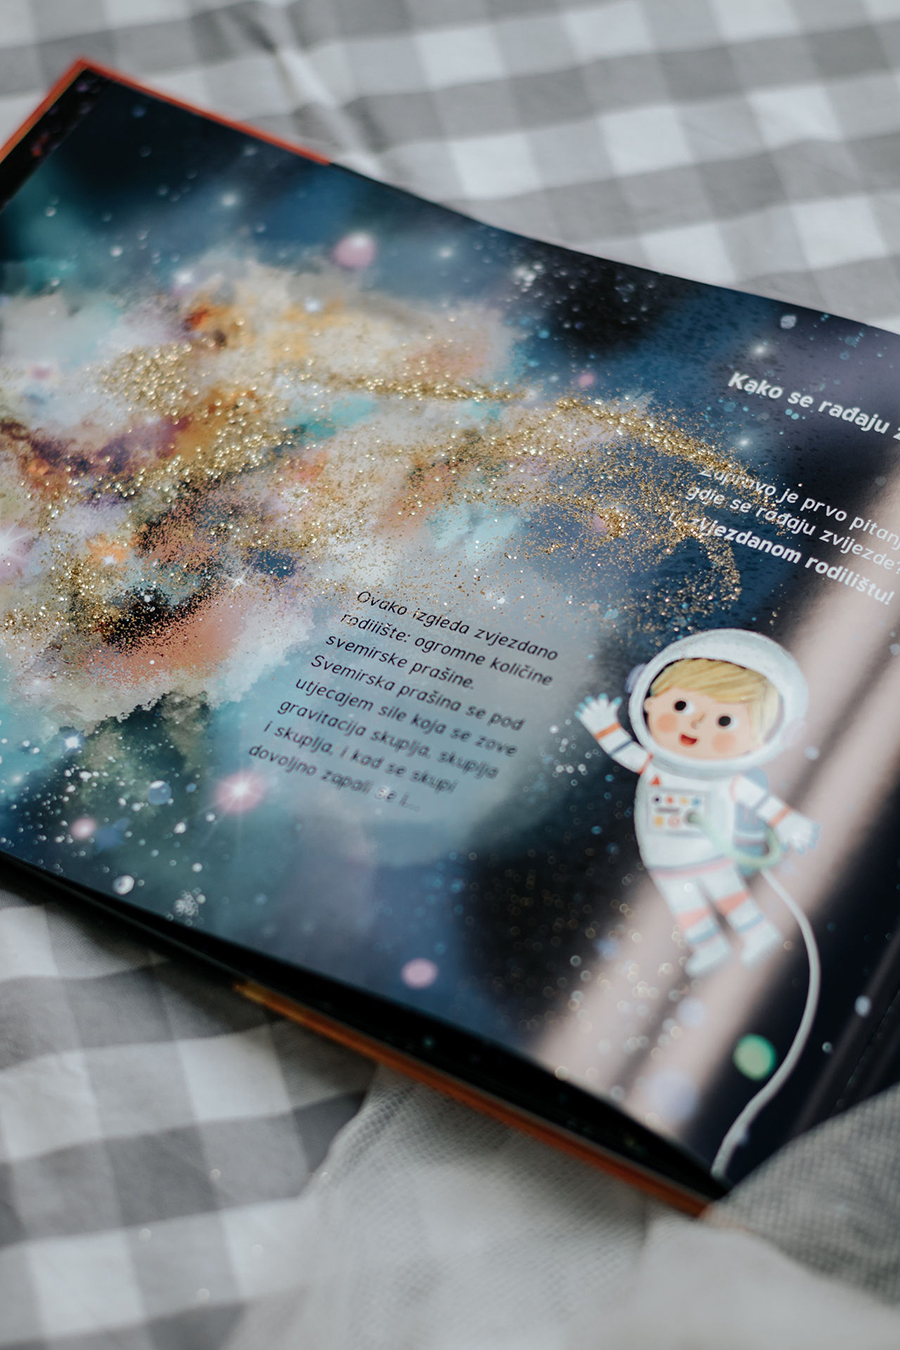 Kako se rađaju
Zapravo je prvo
gdje se rađaju zvijezde?
zvjezdanom rodilištu!
Ovako izgleda zvjezdano
rodilište: ogromne količine
svemirske prašine.
Svemirska prašina se pod
utjecajem sile koja se zove
gravitacija skuplja, skuplja
i skuplja, i kad se skupi
dovoljno zapali se i...